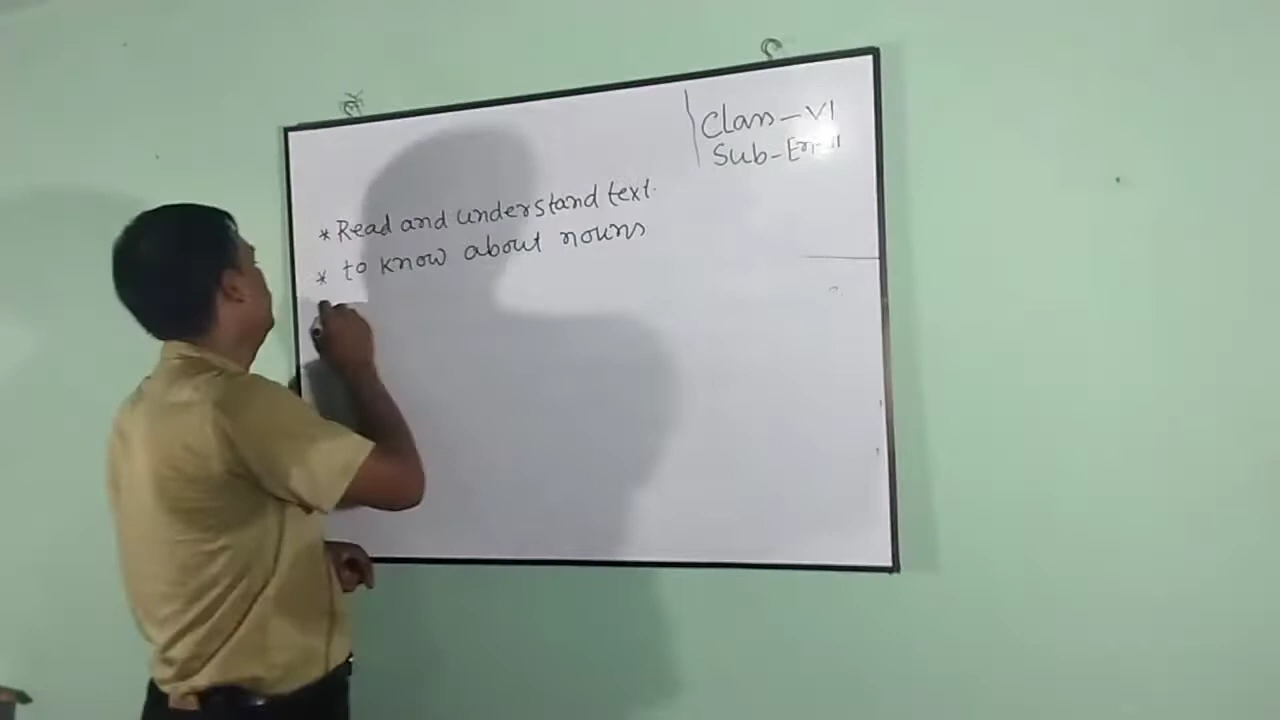 Class-VI
Sub-
* Read and understand text.
* to know about nouns